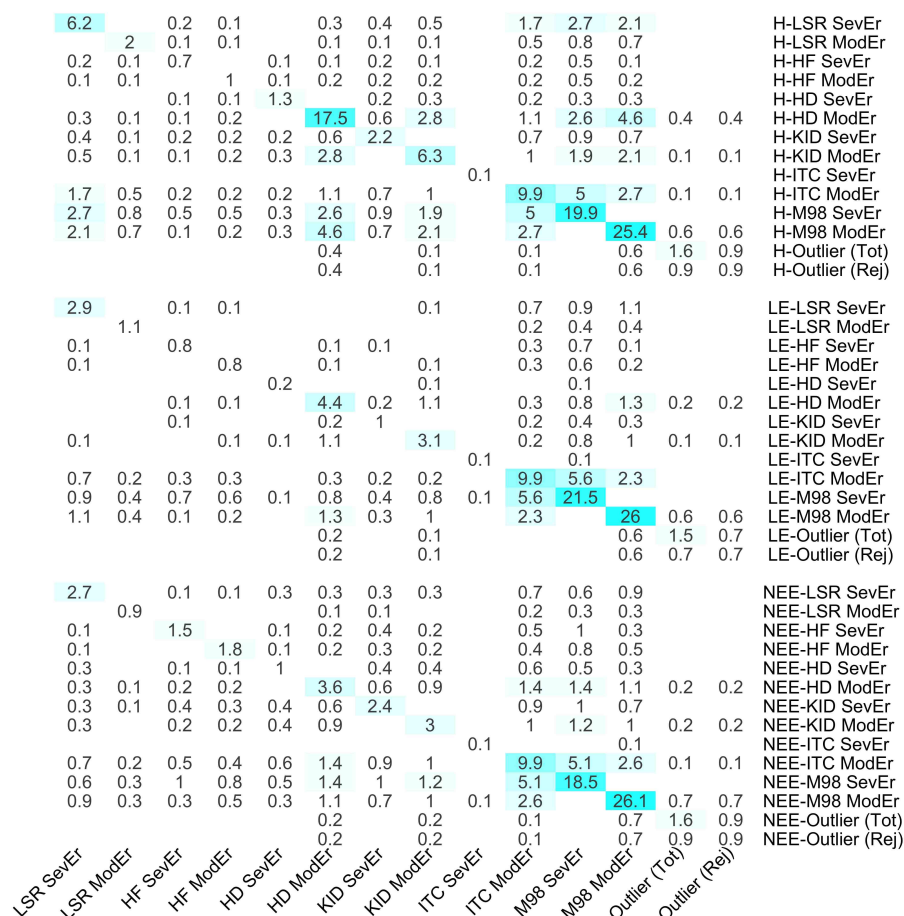 6.2 0.2 0.1 0.3 0.4 0.5 1.7 2.7 2.1 H-LSR SevEr
2 0.1 0.1 0.1 0.1 0.1 0.5 0.8 0.7 H-LSR ModEr
0.2 0.1 0.7 0.1 0.1 0.2 0.1 0.2 0.5 0.1 H-HF SevEr
0.1 0.1 1 0.1 0.2 0.2 0.2 0.2 0.5 0.2 H-HF ModEr
0.1 0.1 1.3 0.2 0.3 0.2 0.3 0.3 H-HD SevEr
0.3 0.1 0.1 0.2 17.5 0.6 2.8 1.1 2.6 4.6 0.4 0.4 H-HD ModEr
0.4 0.1 0.2 0.2 0.2 0.6 2.2 0.7 0.9 0.7 H-KID SevEr
0.5 0.1 0.1 0.2 0.3 2.8 6.3 1 1.9 2.1 0.1 0.1 H-KID ModEr
0.1 H-ITC SevEr
1.7 0.5 0.2 0.2 0.2 1.1 0.7 1 9.9 5 2.7 0.1 0.1 H-ITC ModEr
2.7 0.8 0.5 0.5 0.3 2.6 0.9 1.9 5 19.9 H-M98 SevEr
2.1 0.7 0.1 0.2 0.3 4.6 0.7 2.1 2.7 25.4 0.6 0.6 H-M98 ModEr
0.4 0.1 0.1 0.6 1.6 0.9 H-Outlier (Tot)
0.4 0.1 0.1 0.6 0.9 0.9 H-Outlier (Rej)
2.9 0.1 0.1 0.1 0.7 0.9 1.1 LE-LSR SevEr
1.1 0.2 0.4 0.4 LE-LSR ModEr
0.1 0.8 0.1 0.1 0.3 0.7 0.1 LE-HF SevEr
0.1 0.8 0.1 0.1 0.3 0.6 0.2 LE-HF ModEr
0.2 0.1 0.1 LE-HD SevEr
0.1 0.1 4.4 0.2 1.1 0.3 0.8 1.3 0.2 0.2 LE-HD ModEr
0.1 0.2 1 0.2 0.4 0.3 LE-KID SevEr
0.1 0.1 0.1 1.1 3.1 0.2 0.8 1 0.1 0.1 LE-KID ModEr
0.1 0.1 LE-ITC SevEr
0.7 0.2 0.3 0.3 0.3 0.2 0.2 9.9 5.6 2.3 LE-ITC ModEr
0.9 0.4 0.7 0.6 0.1 0.8 0.4 0.8 0.1 5.6 21.5 LE-M98 SevEr
1.1 0.4 0.1 0.2 1.3 0.3 1 2.3 26 0.6 0.6 LE-M98 ModEr
0.2 0.1 0.6 1.5 0.7 LE-Outlier (Tot)
0.2 0.1 0.6 0.7 0.7 LE-Outlier (Rej)
2.7 0.1 0.1 0.3 0.3 0.3 0.3 0.7 0.6 0.9 NEE-LSR SevEr
0.9 0.1 0.1 0.2 0.3 0.3 NEE-LSR ModEr
0.1 1.5 0.1 0.2 0.4 0.2 0.5 1 0.3 NEE-HF SevEr
0.1 1.8 0.1 0.2 0.3 0.2 0.4 0.8 0.5 NEE-HF ModEr
0.3 0.1 0.1 1 0.4 0.4 0.6 0.5 0.3 NEE-HD SevEr
0.3 0.1 0.2 0.2 3.6 0.6 0.9 1.4 1.4 1.1 0.2 0.2 NEE-HD ModEr
0.3 0.1 0.4 0.3 0.4 0.6 2.4 0.9 1 0.7 NEE-KID SevEr
0.3 0.2 0.2 0.4 0.9 3 1 1.2 1 0.2 0.2 NEE-KID ModEr
0.1 0.1 NEE-ITC SevEr
0.7 0.2 0.5 0.4 0.6 1.4 0.9 1 9.9 5.1 2.6 0.1 0.1 NEE-ITC ModEr
0.6 0.3 1 0.8 0.5 1.4 1 1.2 5.1 18.5 NEE-M98 SevEr
0.9 0.3 0.3 0.5 0.3 1.1 0.7 1 0.1 2.6 26.1 0.7 0.7 NEE-M98 ModEr
0.2 0.2 0.1 0.7 1.6 0.9 NEE-Outlier (Tot)
0.2 0.2 0.1 0.7 0.9 0.9 NEE-Outlier (Rej)
LSR SevEr LSR ModEr HF SevEr HF ModEr HD SevEr HD ModEr KID SevEr KID ModEr ITC SevEr ITC ModEr M98 SevEr M98 ModEr Outlier (Tot) Outlier (Rej)